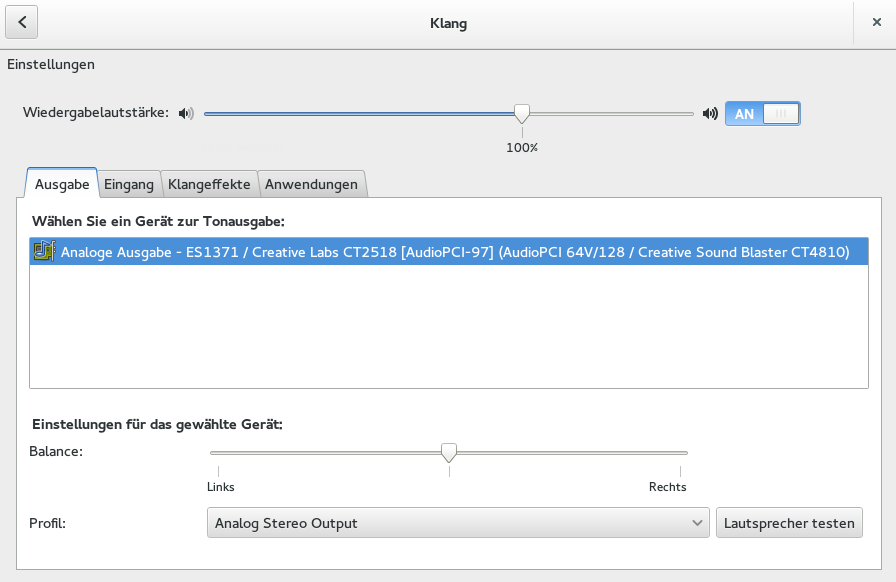 Klang
Einstellungen
Wiedergabelautstärke:
AN
100%
Ausgabe Eingang Klangeffekte Anwendungen
Wählen Sie ein Gerät zur Tonausgabe:
Analoge Ausgabe - ES1371 / Creative Labs CT2518 [AudioPCI-97] (AudioPCI 64V/128 / Creative Sound Blaster CT4810)
Einstellungen für das gewählte Gerät:
Balance:
Links Rechts
Profil: Analog Stereo Output Lautsprecher testen